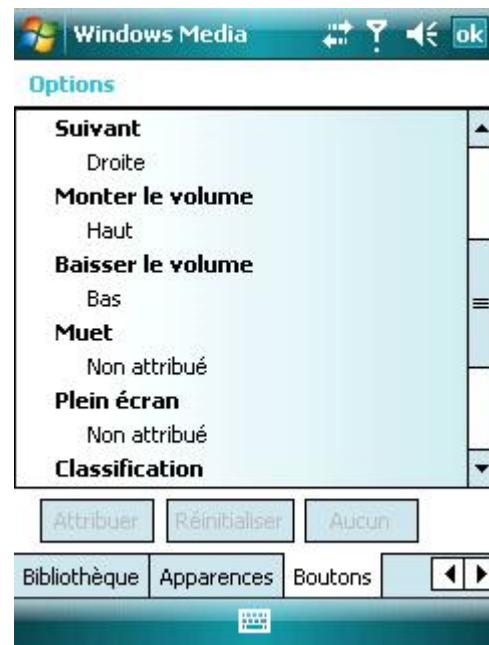 Windows Media ok
Options
Suivant
Droite
Monter le volume
Haut
Baisser le volume
Bas
Muet
Non attribué
Plein écran
Non attribué
Classification
Attribuer Réinitialiser Aucun
Bibliothèque Apparences Boutons